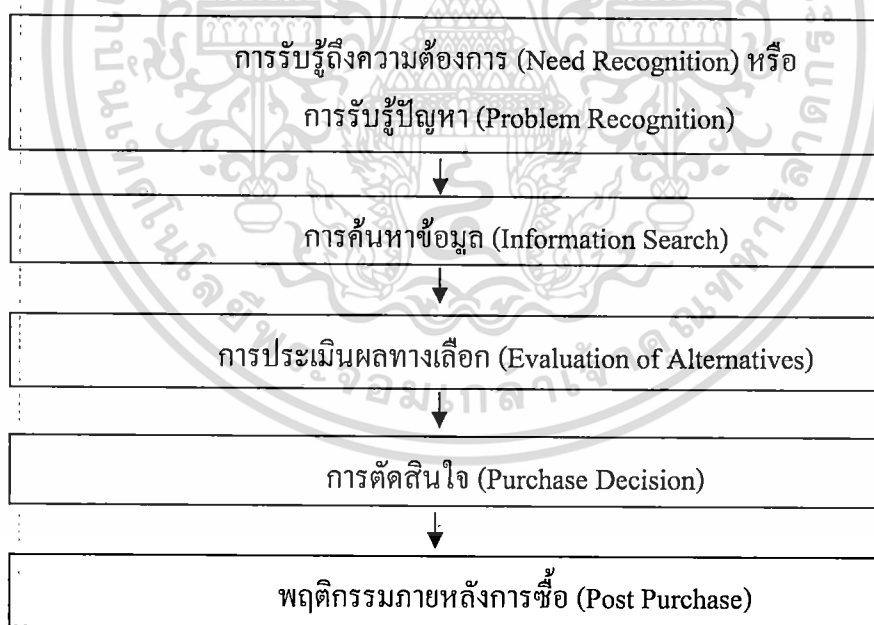 การรับรู้ถึงความต้องการ (Need Recognition) หรือ
การรับรู้ปัญหา (Problem Recognition)
การค้นหาข้อมูล (Information Search)
การประเมินผลทางเลือก (Evaluation of Alternatives)
การตัดสินใจ (Purchase Decision)
พฤติกรรมภายหลังการซื้อ (Post Purchase)